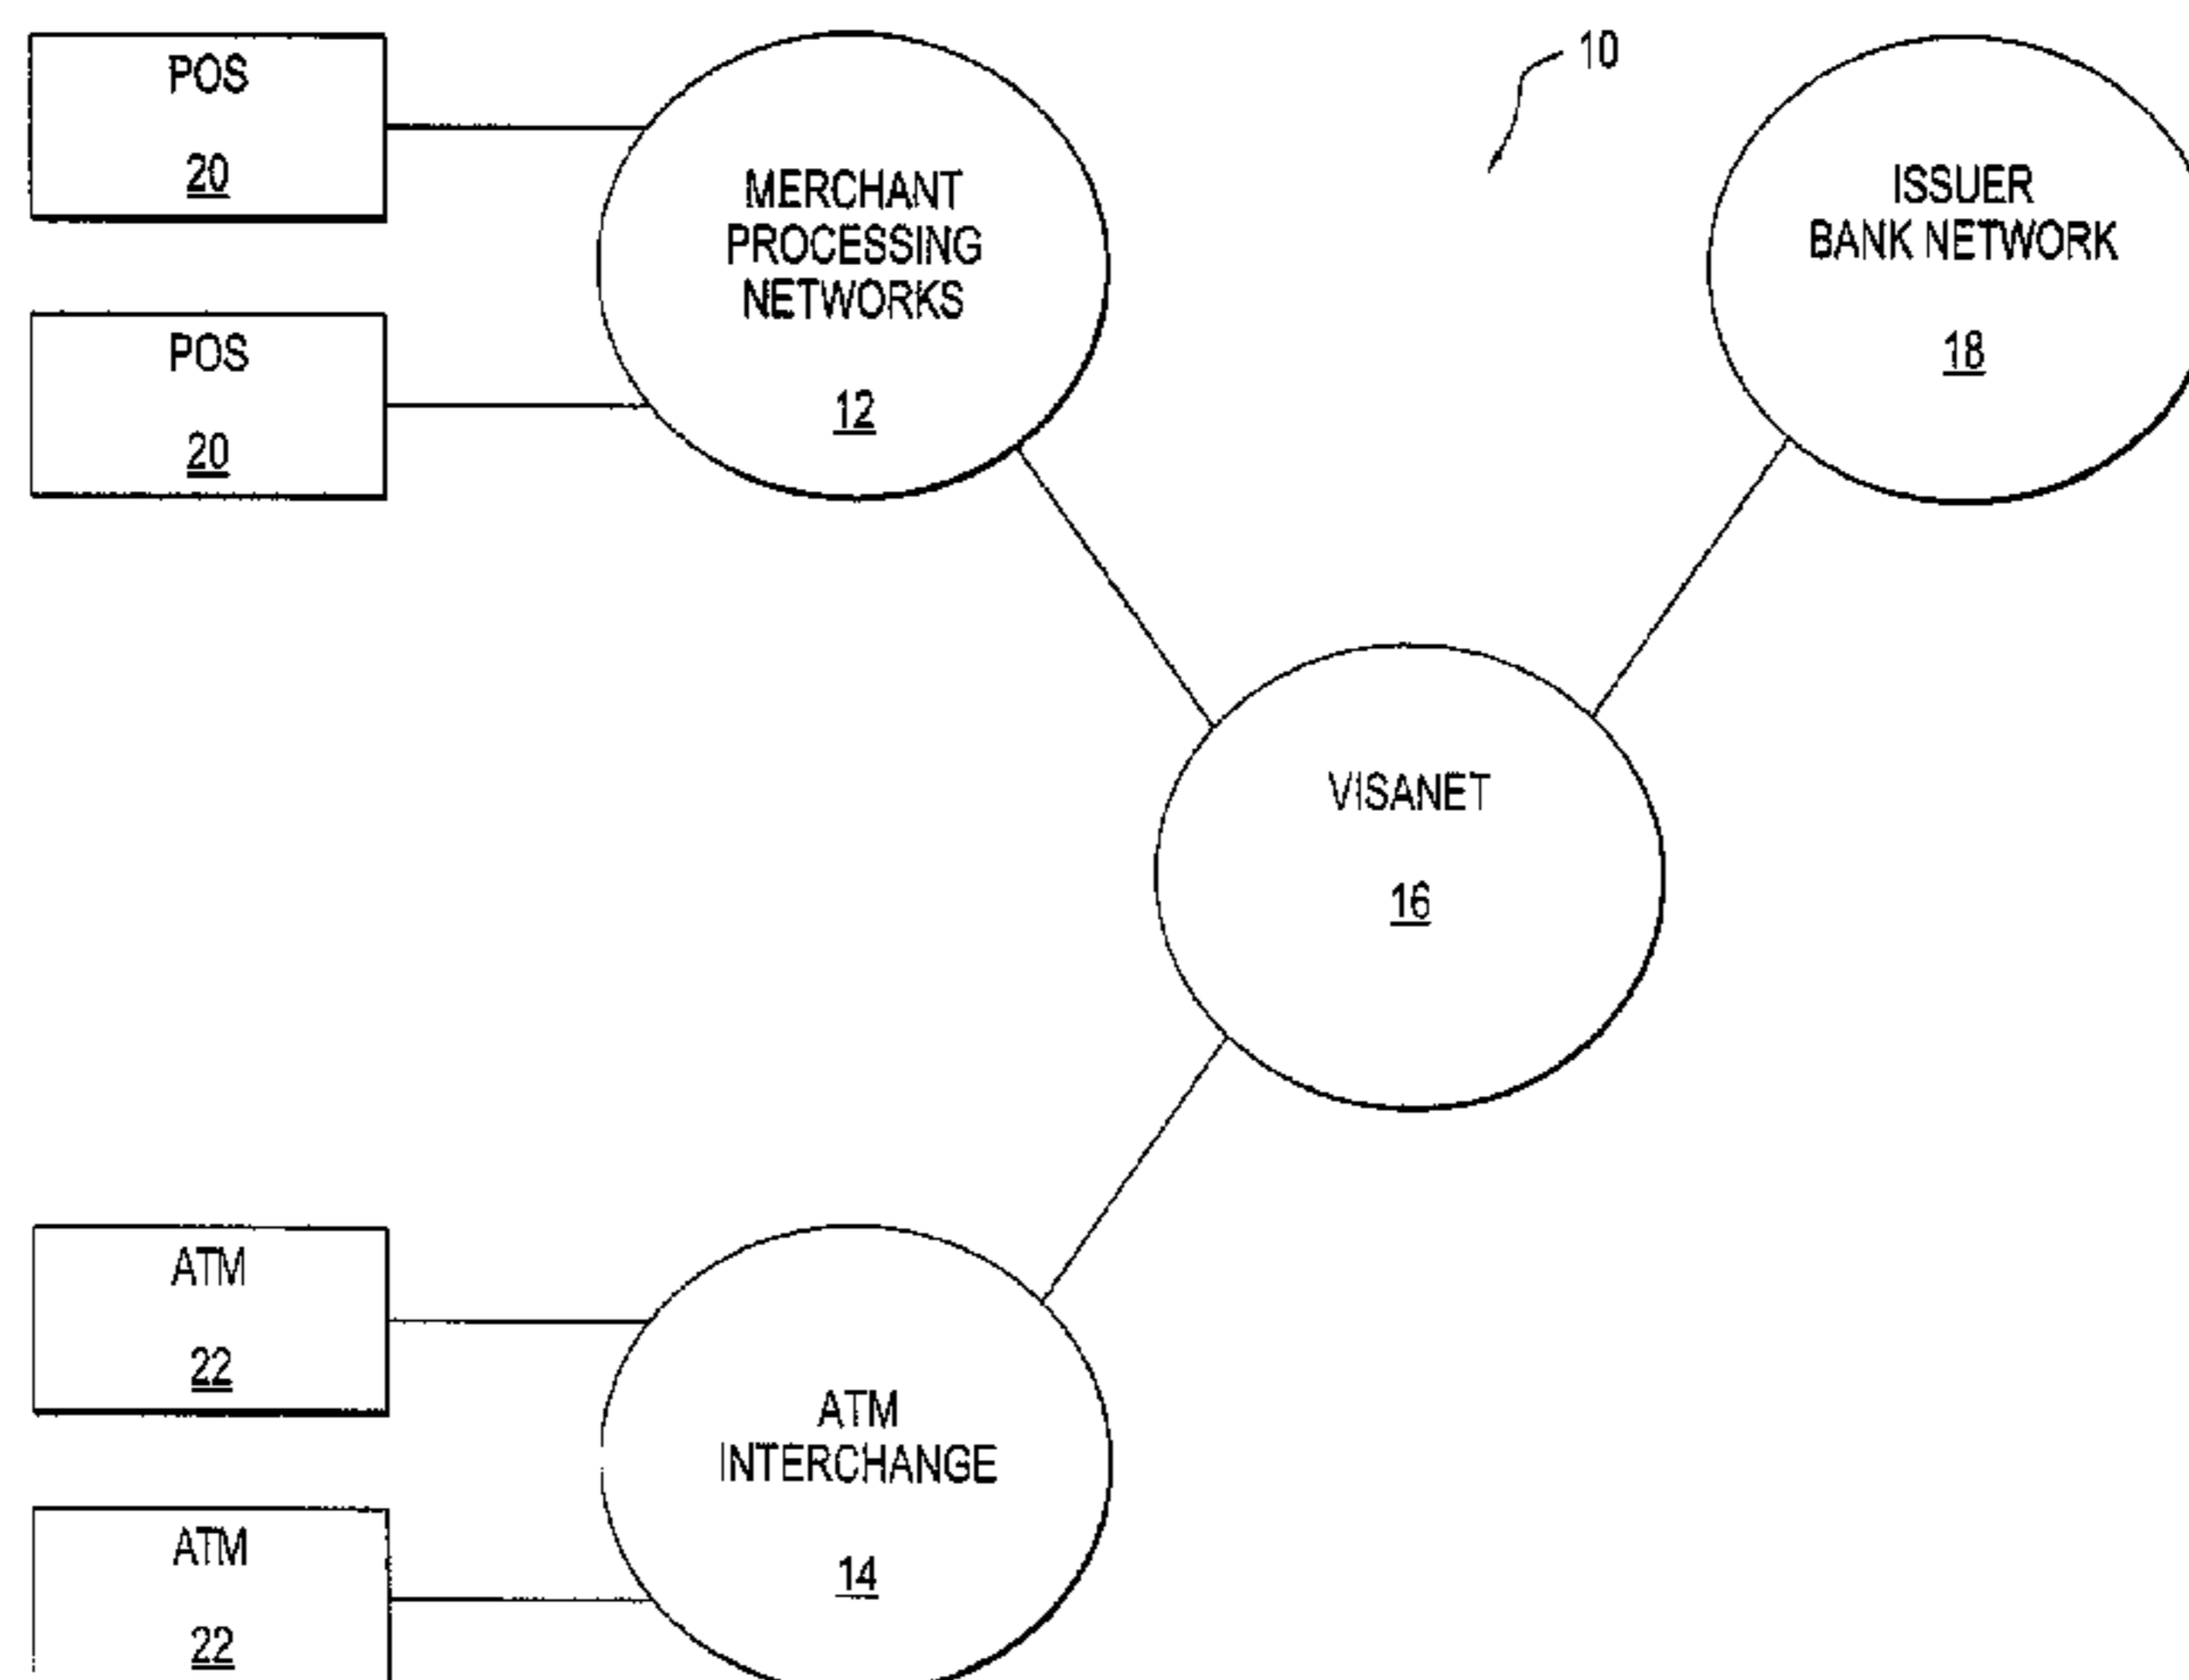 POS
20
POS
20
MERCHANT
PROCESSING
NETWORKS
12
10
ISSUER
BANK NETWORK
18
VISANET
16
ATM
22
ATM
22
ATM
INTERCHANGE
14